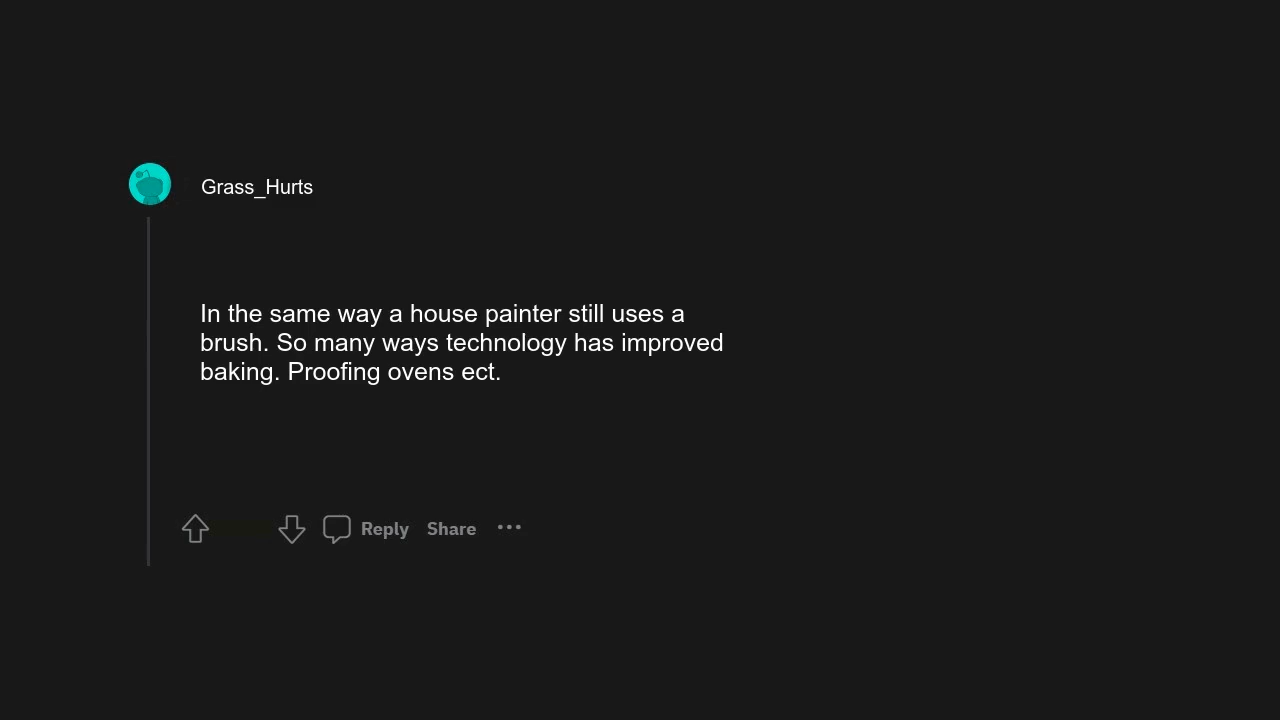 Grass_Hurts
In the same way a house painter still uses a
brush. So many ways technology has improved
baking. Proofing ovens ect.
Reply Share